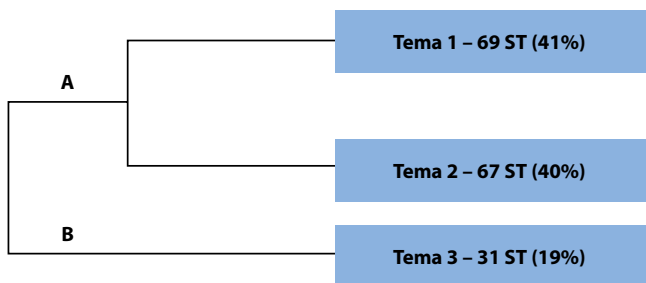 Tema 1 – 69 ST (41%)
A
Tema 2 – 67 ST (40%)
B
Tema 3 – 31 ST (19%)